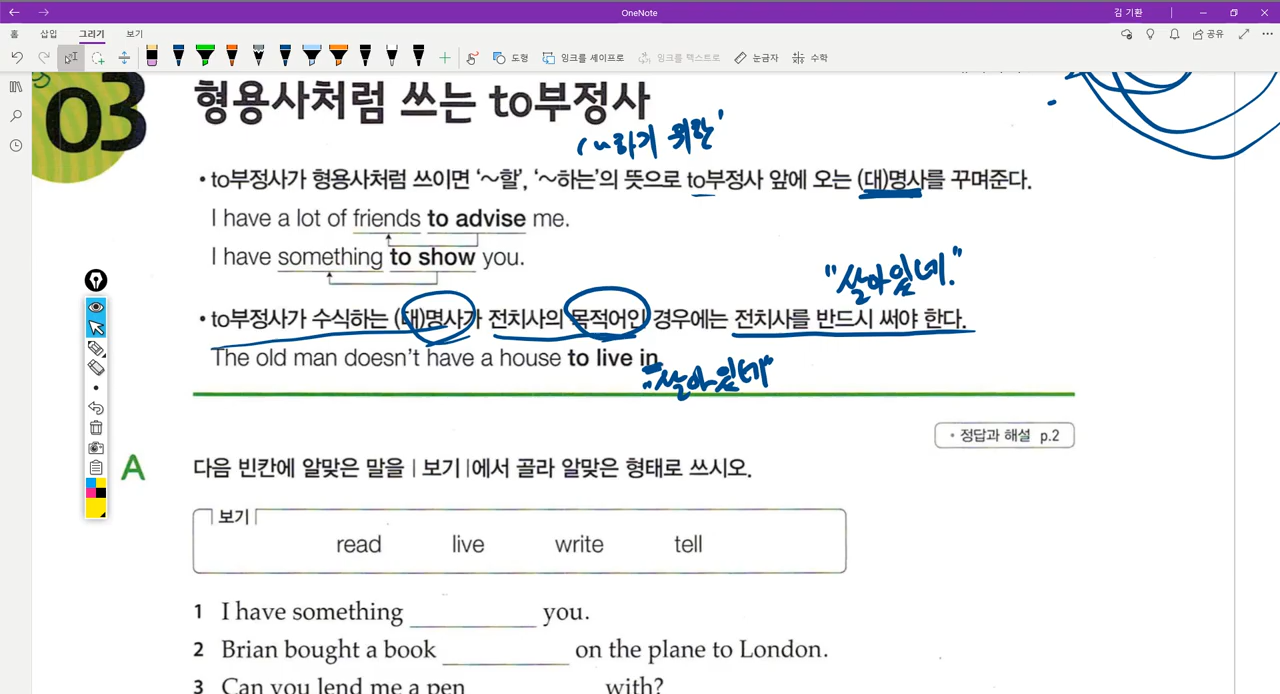 OneNote
김 기환
홈 삽입 그리기 보기
공유
도형 잉크를 셰이프로 잉크를 텍스트로 눈금자 수학
03 형용사처럼 쓰는 to부정사
~하기 위한
• to부정사가 형용사처럼 쓰이면 ‘~할’, ‘~하는’의 뜻으로 to부정사 앞에 오는 (대)명사를 꾸며준다.
I have a lot of friends to advise me.
I have something to show you.
"살아있네."
• to부정사가 수식하는 (대)명사가 전치사의 목적어인 경우에는 전치사를 반드시 써야 한다.
The old man doesn’t have a house to live in.
"살아있네"
• 정답과 해설 p.2
A 다음 빈칸에 알맞은 말을 | 보기 |에서 골라 알맞은 형태로 쓰시오.
보기
read live write tell
1 I have something ________ you.
2 Brian bought a book ________ on the plane to London.
3 Can you lend me a pen ________ with?